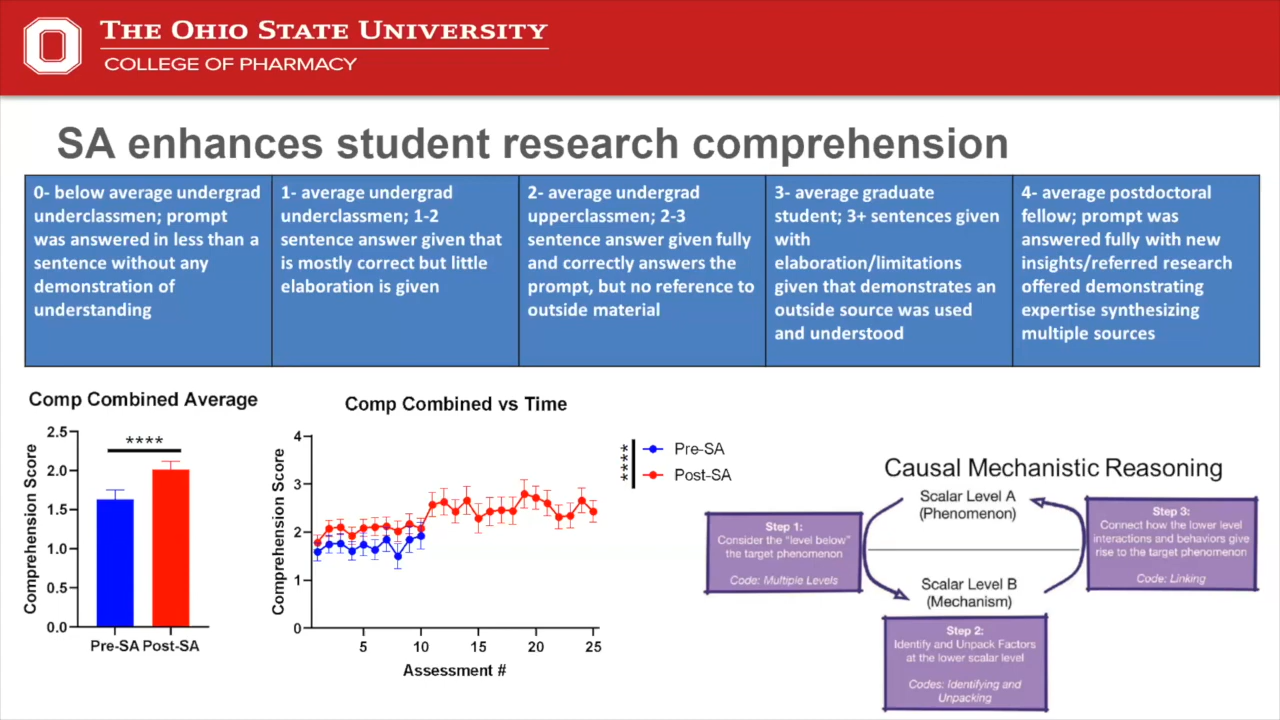 THE OHIO STATE UNIVERSITY
COLLEGE OF PHARMACY
SA enhances student research comprehension
0- below average undergrad
underclassmen; prompt
was answered in less than a
sentence without any
demonstration of
understanding
1- average undergrad
underclassmen; 1-2
sentence answer given that
is mostly correct but little
elaboration is given
2- average undergrad
upperclassmen; 2-3
sentence answer given fully
and correctly answers the
prompt, but no reference to
outside material
3- average graduate
student; 3+ sentences given
with
elaboration/limitations
given that demonstrates an
outside source was used
and understood
4- average postdoctoral
fellow; prompt was
answered fully with new
insights/referred research
offered demonstrating
expertise synthesizing
multiple sources
Comp Combined Average
Comprehension Score
2.5
2.0
1.5
1.0
0.5
0.0
****
Pre-SA Post-SA
Comp Combined vs Time
Comprehension Score
4
3
2
1
0
5 10 15 20 25
Assessment #
****
Pre-SA
Post-SA
Causal Mechanistic Reasoning
Scalar Level A
(Phenomenon)
Step 1:
Consider the "level below"
the target phenomenon
Code: Multiple Levels
Step 3:
Connect how the lower level
interactions and behaviors give
rise to the target phenomenon
Code: Linking
Scalar Level B
(Mechanism)
Step 2:
Identify and Unpack Factors
at the lower scalar level
Codes: Identifying and
Unpacking